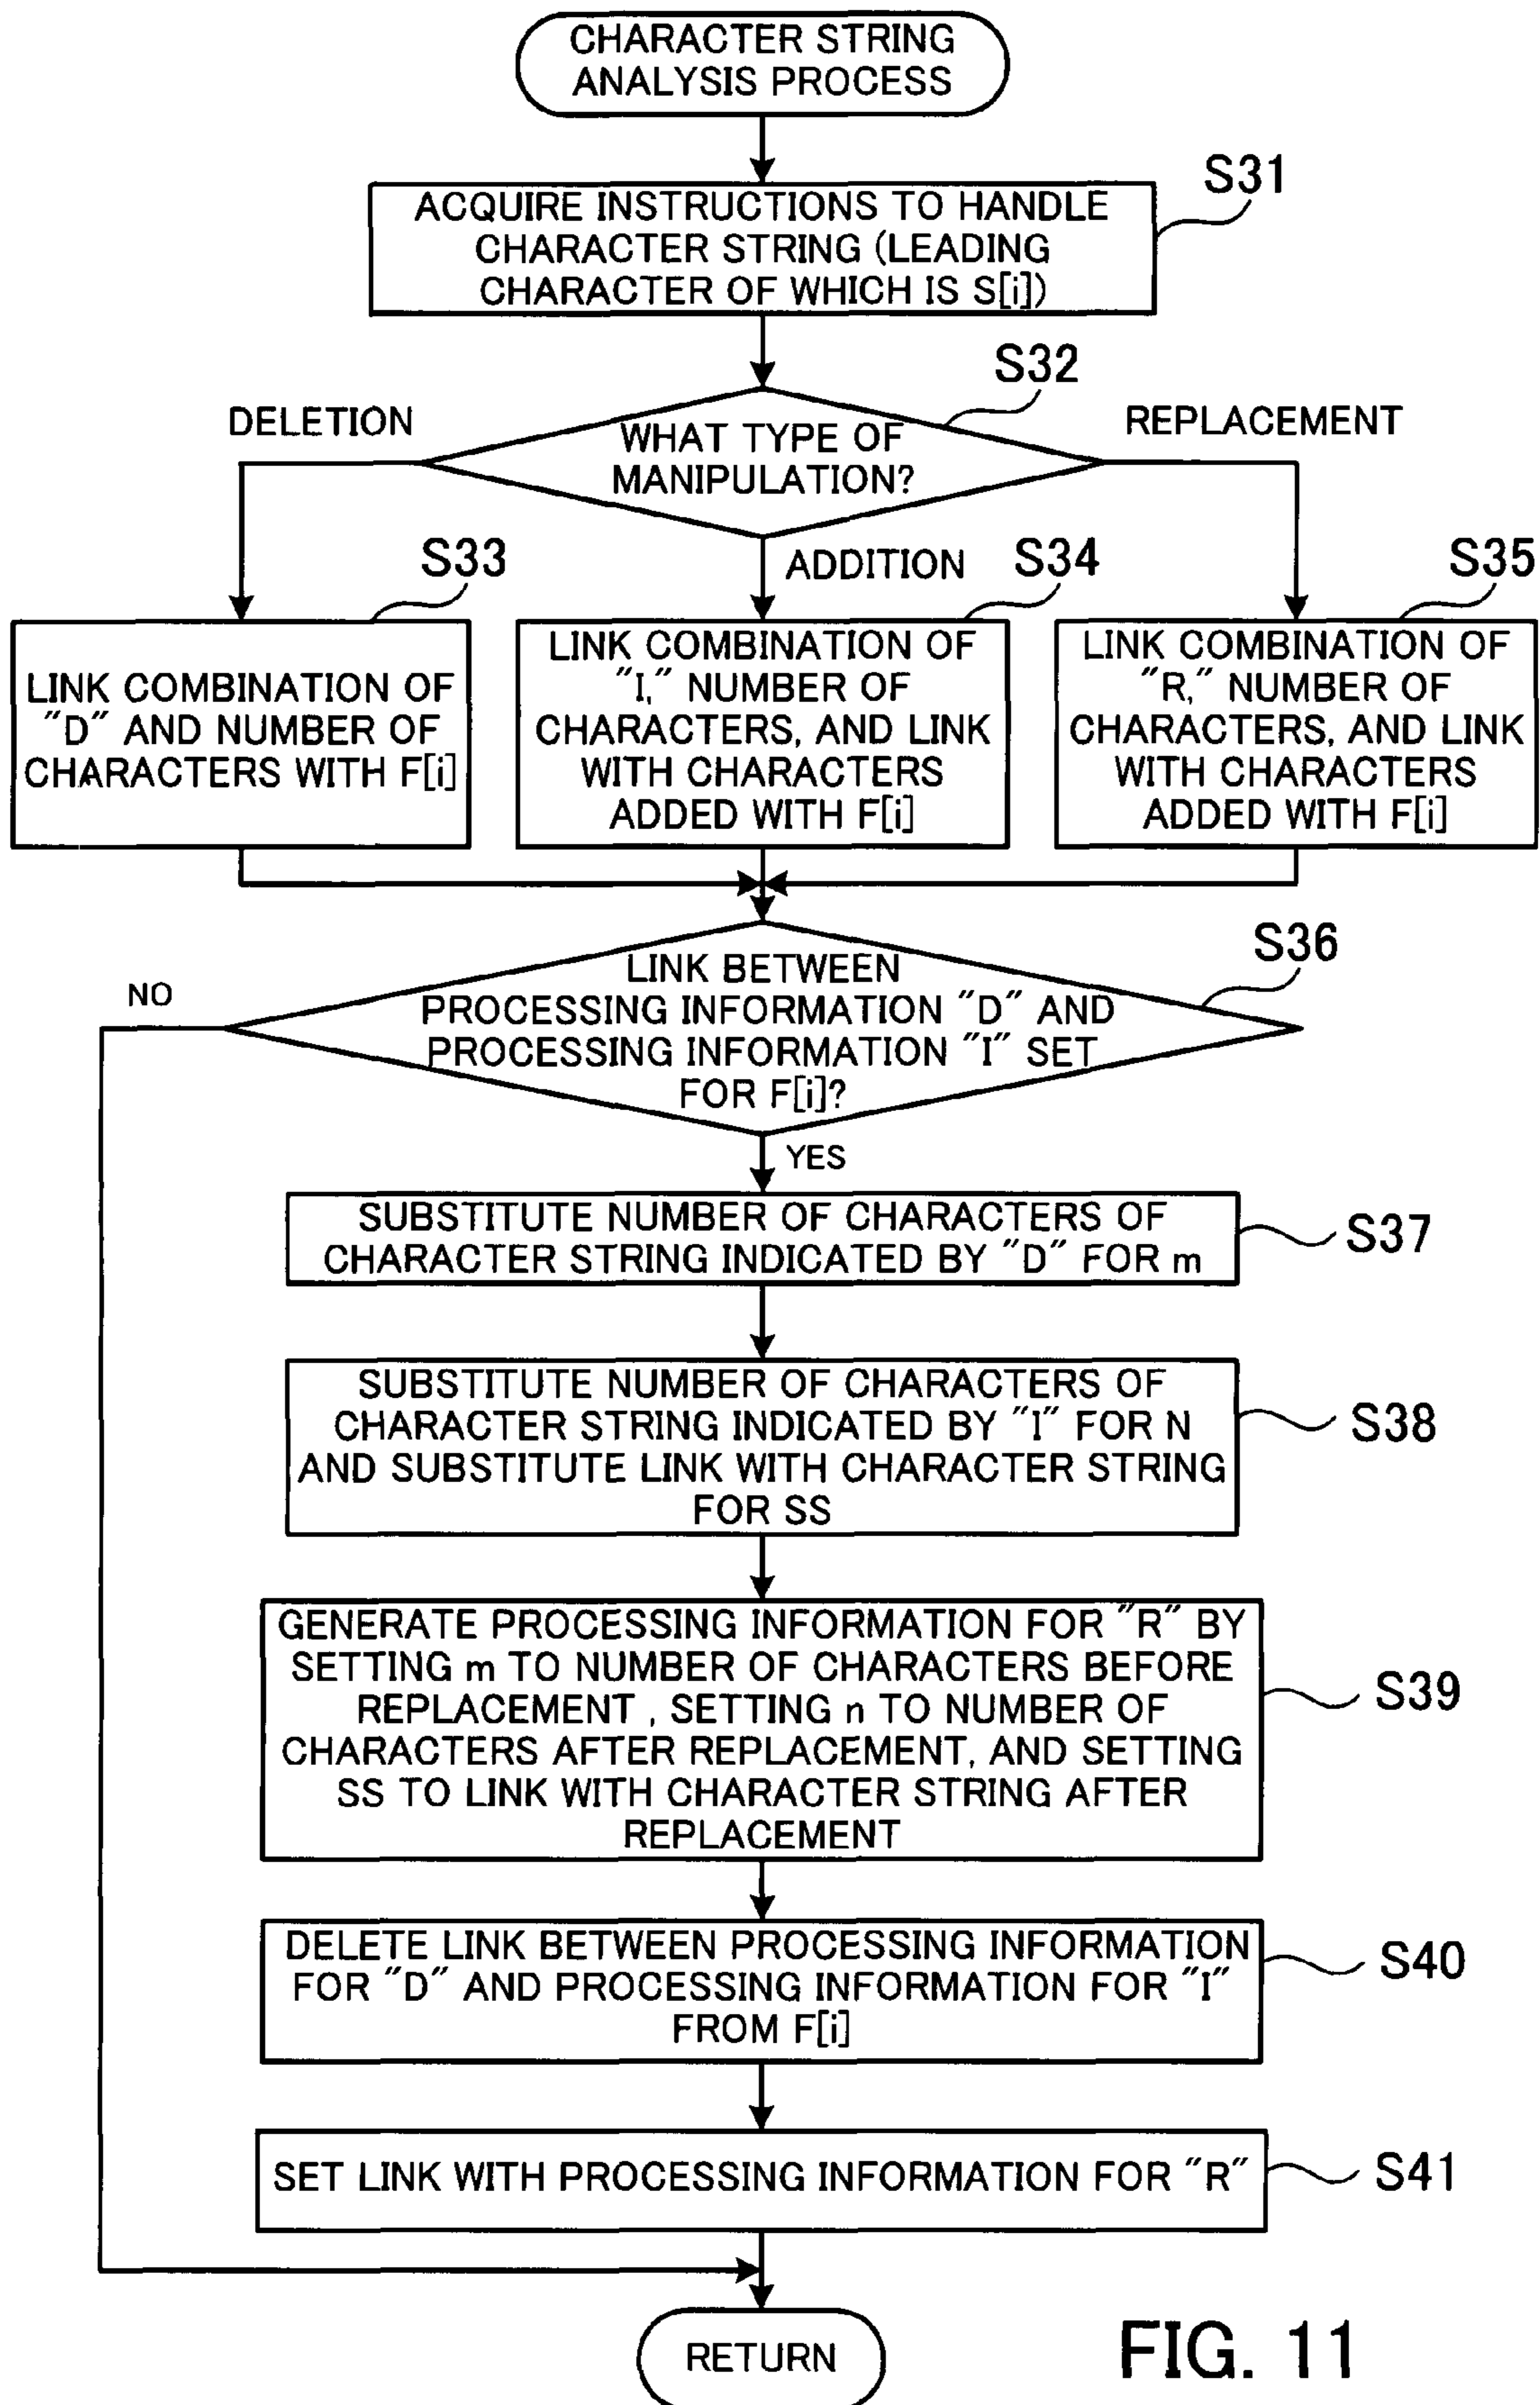 CHARACTER STRING
ANALYSIS PROCESS
S31
ACQUIRE INSTRUCTIONS TO HANDLE
CHARACTER STRING (LEADING
CHARACTER OF WHICH IS S[i])
S32
DELETION
WHAT TYPE OF
MANIPULATION?
REPLACEMENT
S33
ADDITION
S34
S35
LINK COMBINATION OF
"D" AND NUMBER OF
CHARACTERS WITH F[i]
LINK COMBINATION OF
"I," NUMBER OF
CHARACTERS, AND LINK
WITH CHARACTERS
ADDED WITH F[i]
LINK COMBINATION OF
"R," NUMBER OF
CHARACTERS, AND LINK
WITH CHARACTERS
ADDED WITH F[i]
S36
NO
LINK BETWEEN
PROCESSING INFORMATION "D" AND
PROCESSING INFORMATION "I" SET
FOR F[i]?
YES
SUBSTITUTE NUMBER OF CHARACTERS OF
CHARACTER STRING INDICATED BY "D" FOR m
S37
SUBSTITUTE NUMBER OF CHARACTERS OF
CHARACTER STRING INDICATED BY "I" FOR N
AND SUBSTITUTE LINK WITH CHARACTER STRING
FOR SS
S38
GENERATE PROCESSING INFORMATION FOR "R" BY
SETTING m TO NUMBER OF CHARACTERS BEFORE
REPLACEMENT , SETTING n TO NUMBER OF
CHARACTERS AFTER REPLACEMENT, AND SETTING
SS TO LINK WITH CHARACTER STRING AFTER
REPLACEMENT
S39
DELETE LINK BETWEEN PROCESSING INFORMATION
FOR "D" AND PROCESSING INFORMATION FOR "I"
FROM F[i]
S40
SET LINK WITH PROCESSING INFORMATION FOR "R"
S41
RETURN
FIG. 11